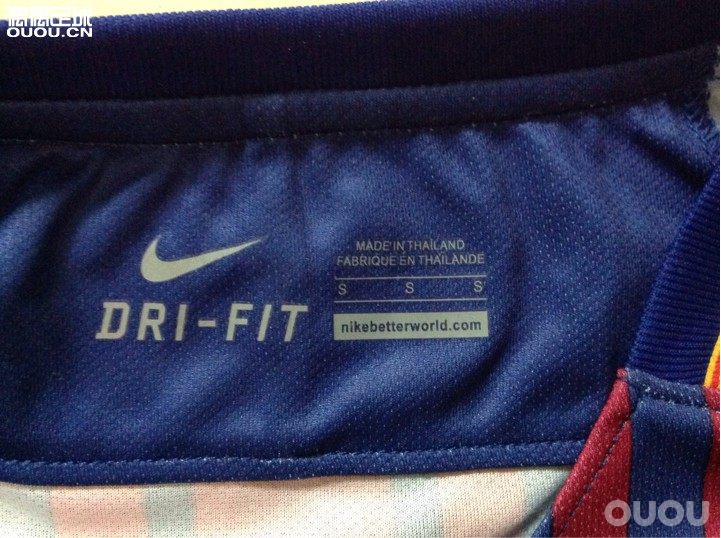 OUOU.CN
MADE IN THAILAND
FABRIQUE EN THAILANDE
S S S
DRI-FIT
nikebetterworld.com
OUOU